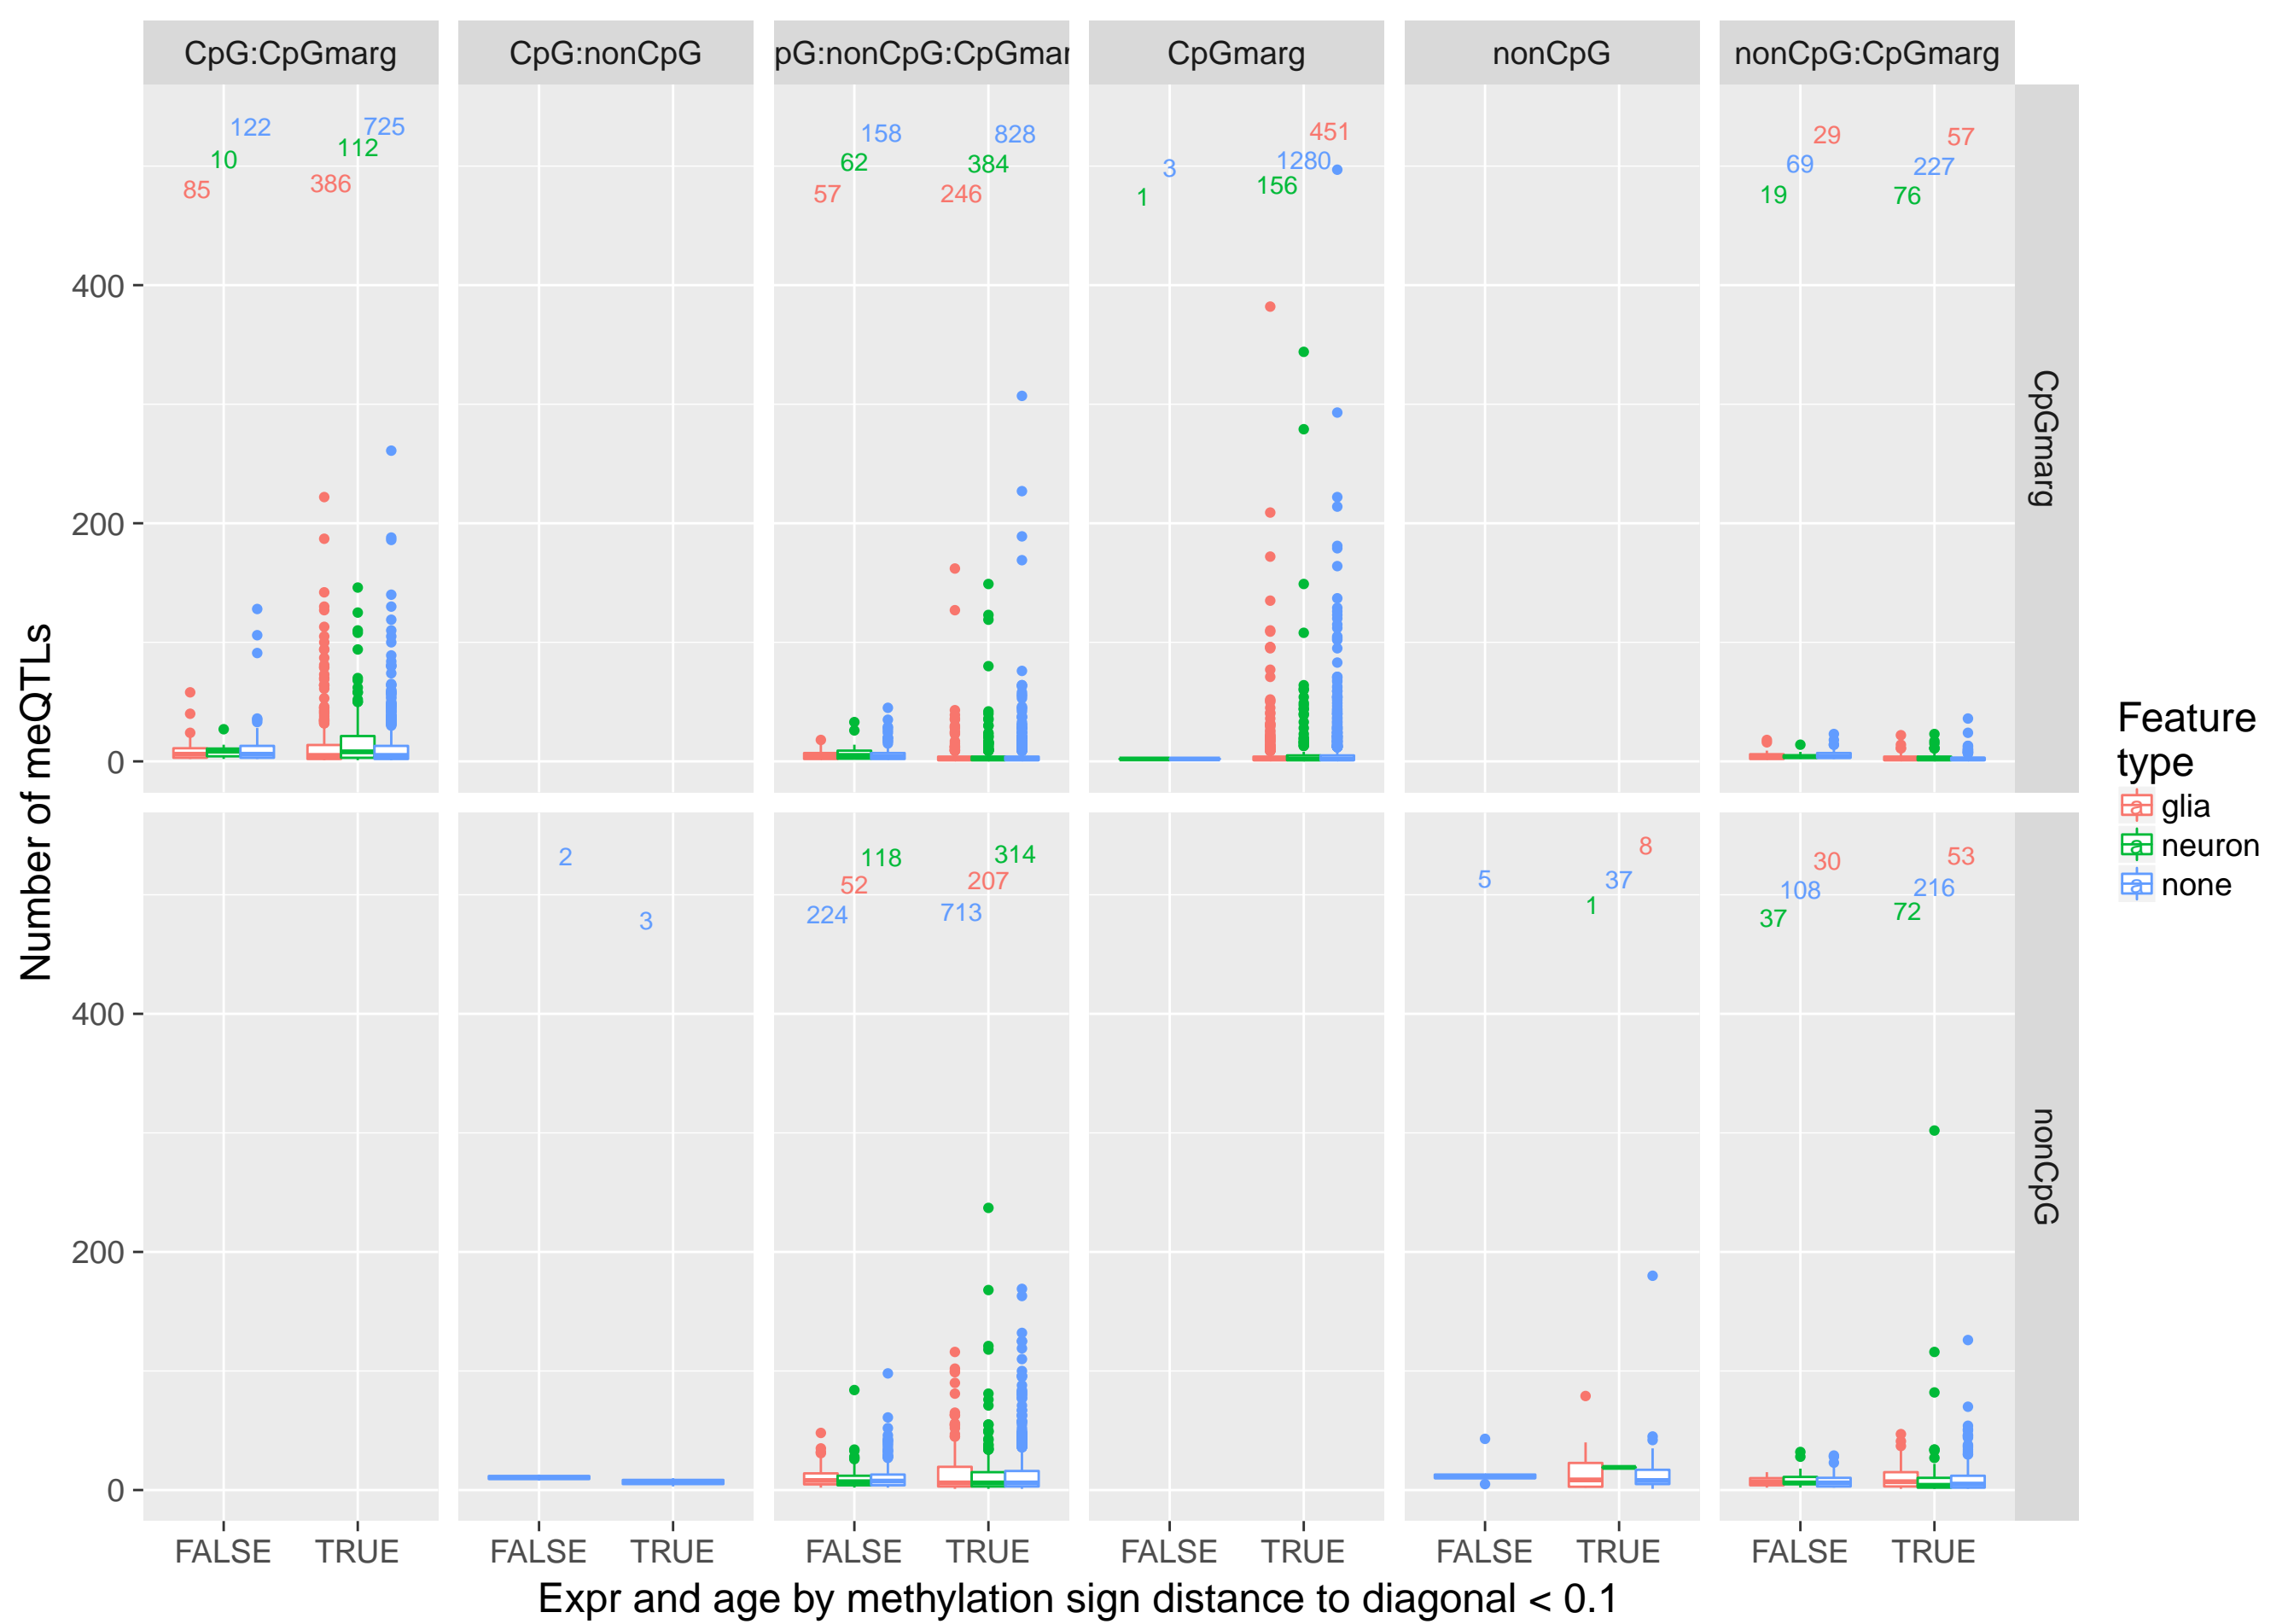 CpG:CpGmarg CpG:nonCpG pG:nonCpG:CpGmar CpGmarg nonCpG nonCpG:CpGmarg
122 725 158 828 451 29 57
10 112 62 384 3 1280 69 227
85 386 57 246 1 156 19 76
400
200
0
CpGmarg
2 118 314 8 30 53
52 207 5 37 108 216
3 224 713 1 37 72
400
200
0
nonCpG
FALSE TRUE FALSE TRUE FALSE TRUE FALSE TRUE FALSE TRUE FALSE TRUE
Expr and age by methylation sign distance to diagonal < 0.1
Number of meQTLs
Feature
type
a glia
a neuron
a none